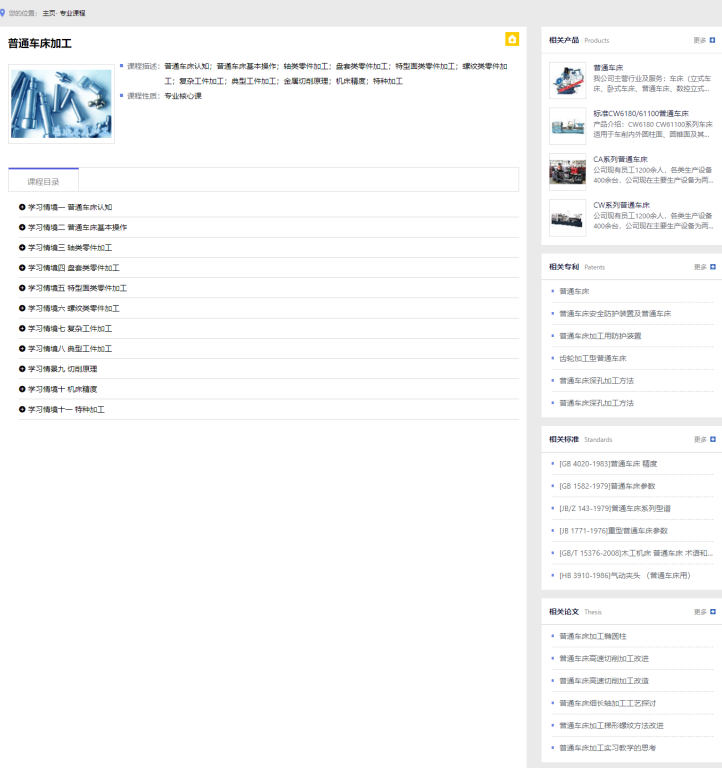 您的位置： 主页· 专业课程
普通车床加工
课程描述： 普通车床认知；普通车床基本操作；轴类零件加工；盘套类零件加工；特型面类零件加工；螺纹类零件加
工；复杂工件加工；典型工件加工；金属切削原理；机床精度；特种加工
课程性质： 专业核心课
课程目录
学习情境一 普通车床认知
学习情境二 普通车床基本操作
学习情境三 轴类零件加工
学习情境四 盘套类零件加工
学习情境五 特型面类零件加工
学习情境六 螺纹类零件加工
学习情境七 复杂工件加工
学习情境八 典型工件加工
学习情景九 切削原理
学习情境十 机床精度
学习情境十一 特种加工
相关产品 Products 更多
普通车床
我公司主营行业及服务：车床（立式车
床、卧式车床、普通车床、数控立式...
标准CW6180/61100普通车床
产品介绍：CW6180 CW61100系列车床
适用于车削内外圆柱面、圆锥面及其...
CA系列普通车床
公司现有员工1200余人，各类生产设备
400余台，公司现在主要生产设备为两...
CW系列普通车床
公司现有员工1200余人，各类生产设备
400余台，公司现在主要生产设备为两...
相关专利 Patents 更多
普通车床
普通车床安全防护装置及普通车床
普通车床加工用防护装置
齿轮加工型普通车床
普通车床深孔加工方法
普通车床深孔加工方法
相关标准 Standards 更多
[GB 4020-1983]普通车床 精度
[GB 1582-1979]普通车床参数
[JB/Z 143-1979]普通车床系列型谱
[JB 1771-1976]重型普通车床参数
[GB/T 15376-2008]木工机床 普通车床 术语和...
[HB 3910-1986]气动夹头 （普通车床用）
相关论文 Thesis 更多
普通车床加工椭圆柱
普通车床高速切削加工改进
普通车床高速切削加工改造
普通车床细长轴加工工艺探讨
普通车床加工梯形螺纹方法改进
普通车床加工实习教学的思考